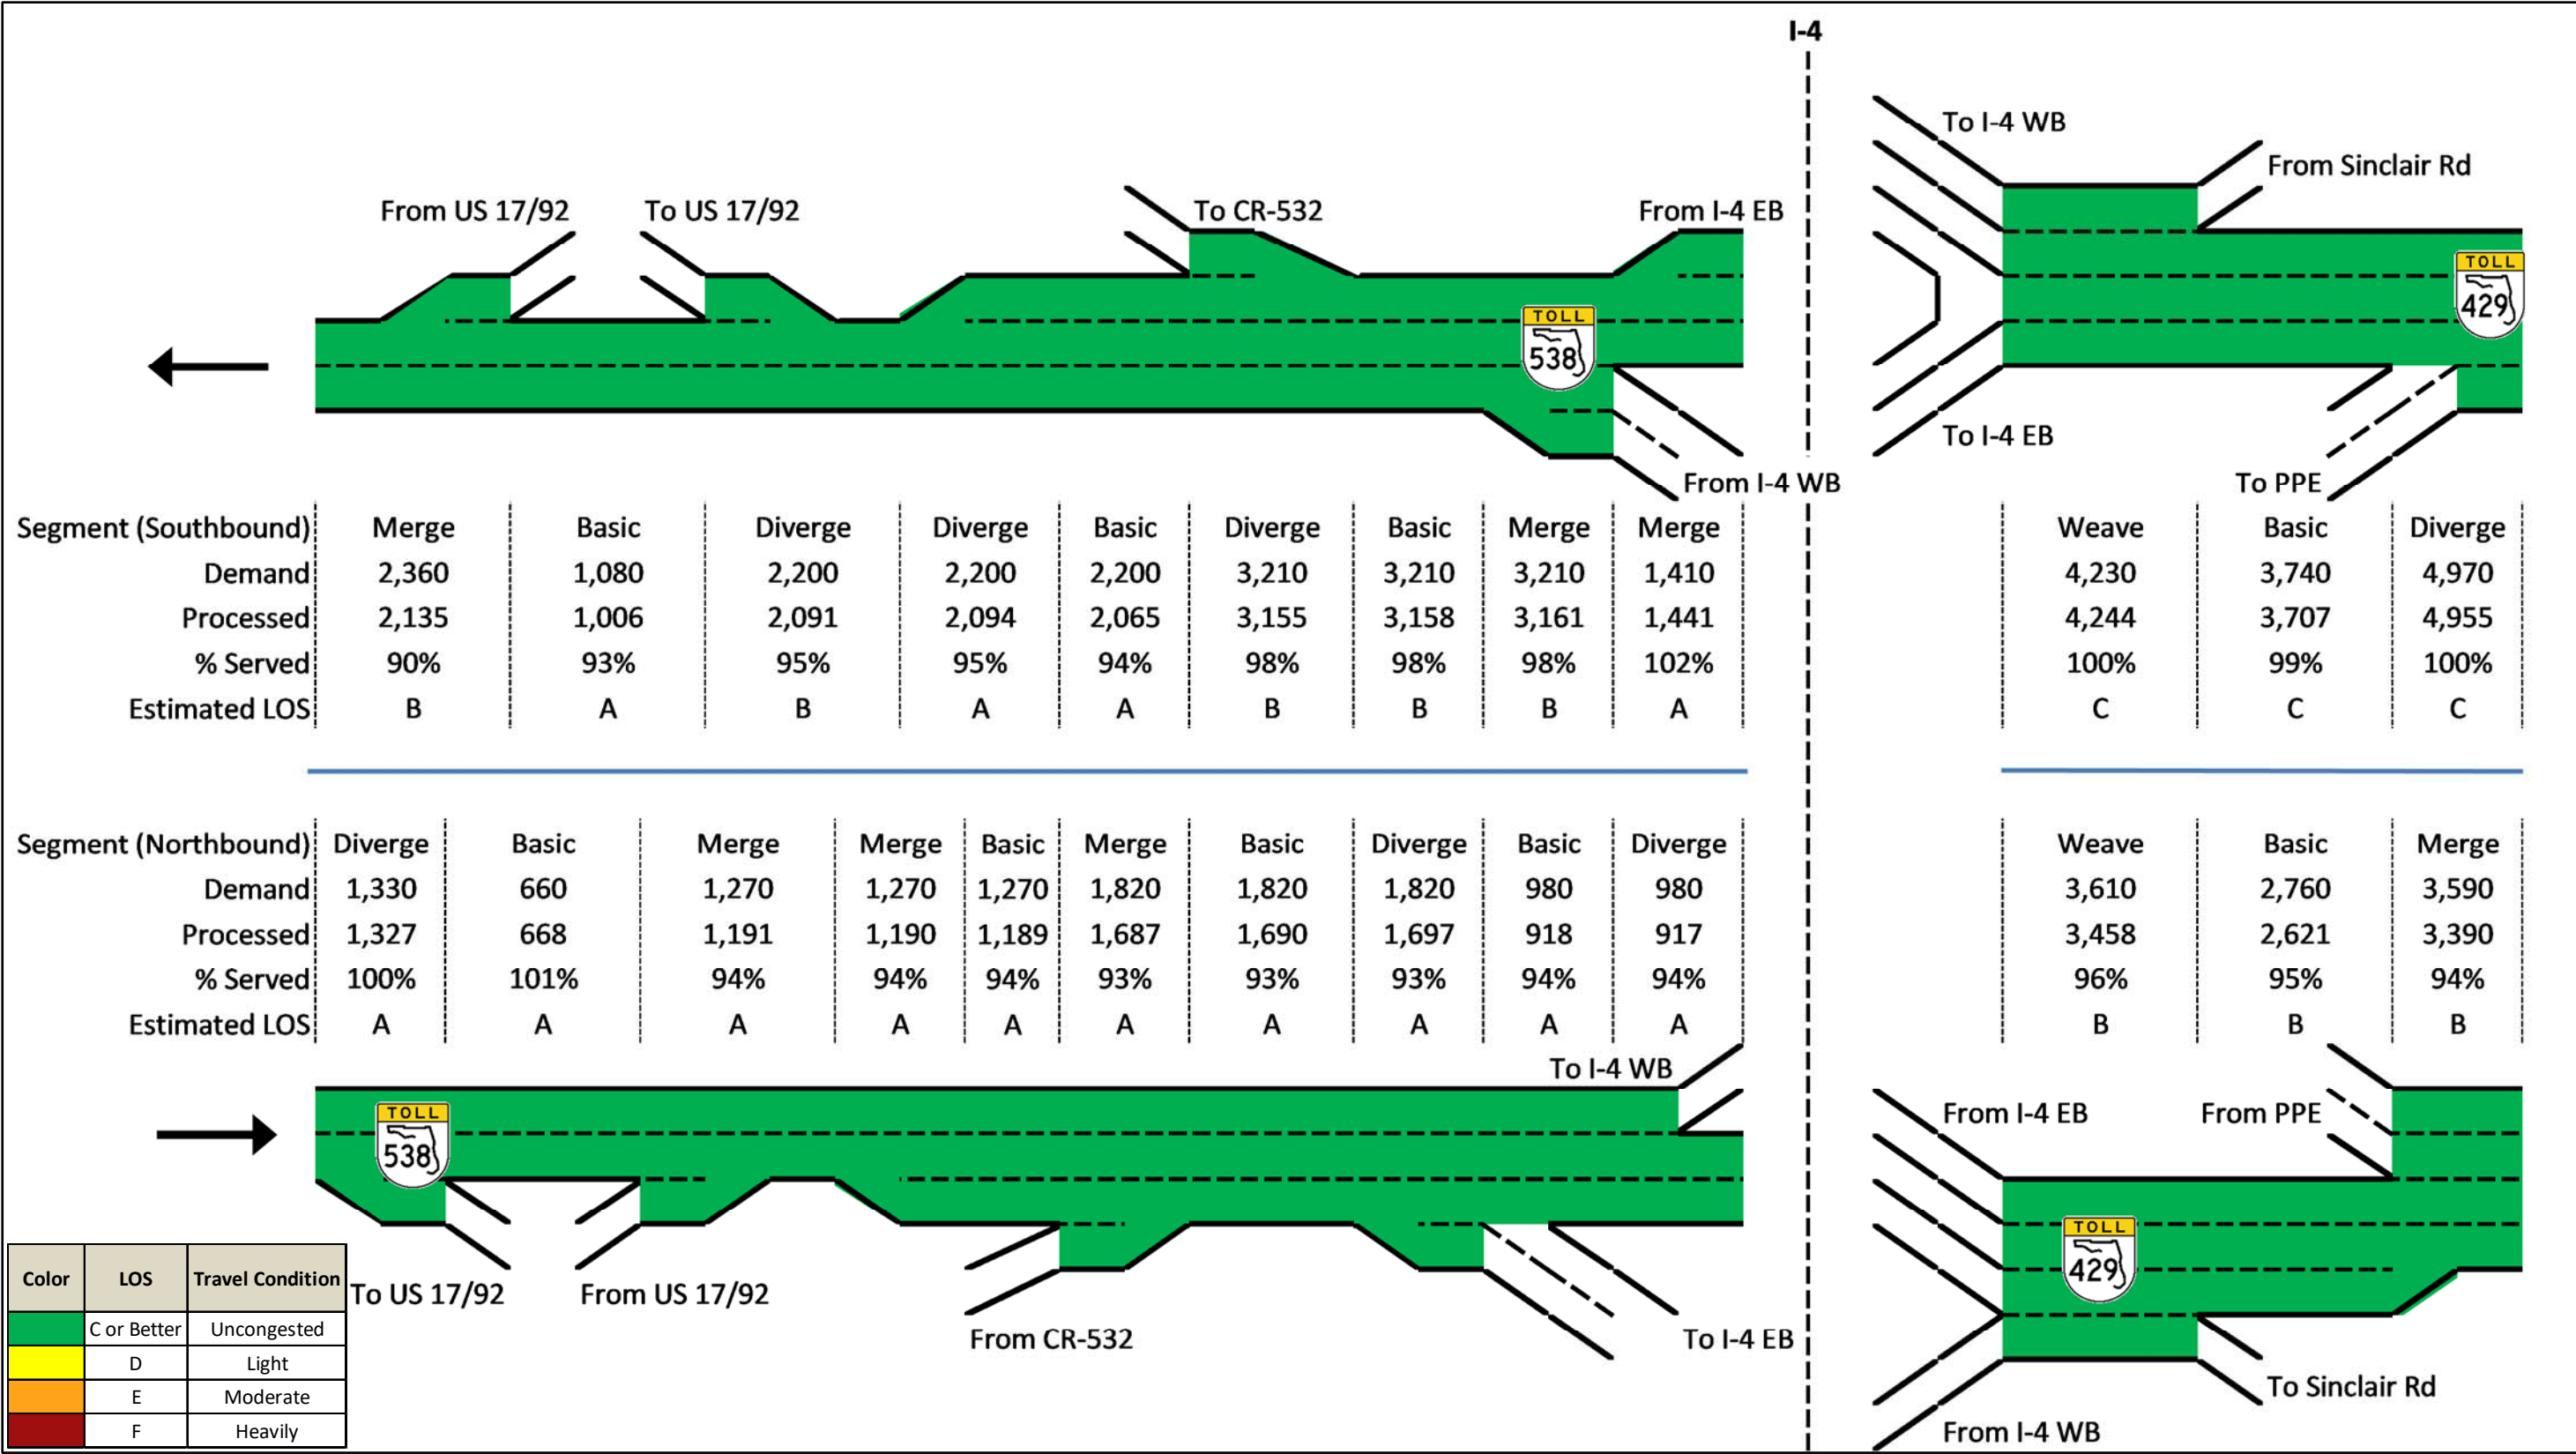 I-4
To I-4 WB
From Sinclair Rd
From US 17/92 To US 17/92 To CR-532 From I-4 EB
TOLL 429
TOLL 538
To I-4 EB
From I-4 WB To PPE
Segment (Southbound) Merge Basic Diverge Diverge Basic Diverge Basic Merge Merge Weave Basic Diverge
Demand 2,360 1,080 2,200 2,200 2,200 3,210 3,210 3,210 1,410 4,230 3,740 4,970
Processed 2,135 1,006 2,091 2,094 2,065 3,155 3,158 3,161 1,441 4,244 3,707 4,955
% Served 90% 93% 95% 95% 94% 98% 98% 98% 102% 100% 99% 100%
Estimated LOS B A B A A B B B A C C C
Segment (Northbound) Diverge Basic Merge Merge Basic Merge Basic Diverge Basic Diverge Weave Basic Merge
Demand 1,330 660 1,270 1,270 1,270 1,820 1,820 1,820 980 980 3,610 2,760 3,590
Processed 1,327 668 1,191 1,190 1,189 1,687 1,690 1,697 918 917 3,458 2,621 3,390
% Served 100% 101% 94% 94% 94% 93% 93% 93% 94% 94% 96% 95% 94%
Estimated LOS A A A A A A A A A A B B B
To I-4 WB
From I-4 EB From PPE
TOLL 538
TOLL 429
To US 17/92 From US 17/92
From CR-532 To I-4 EB
To Sinclair Rd
From I-4 WB
Color LOS Travel Condition
C or Better Uncongested
D Light
E Moderate
F Heavily